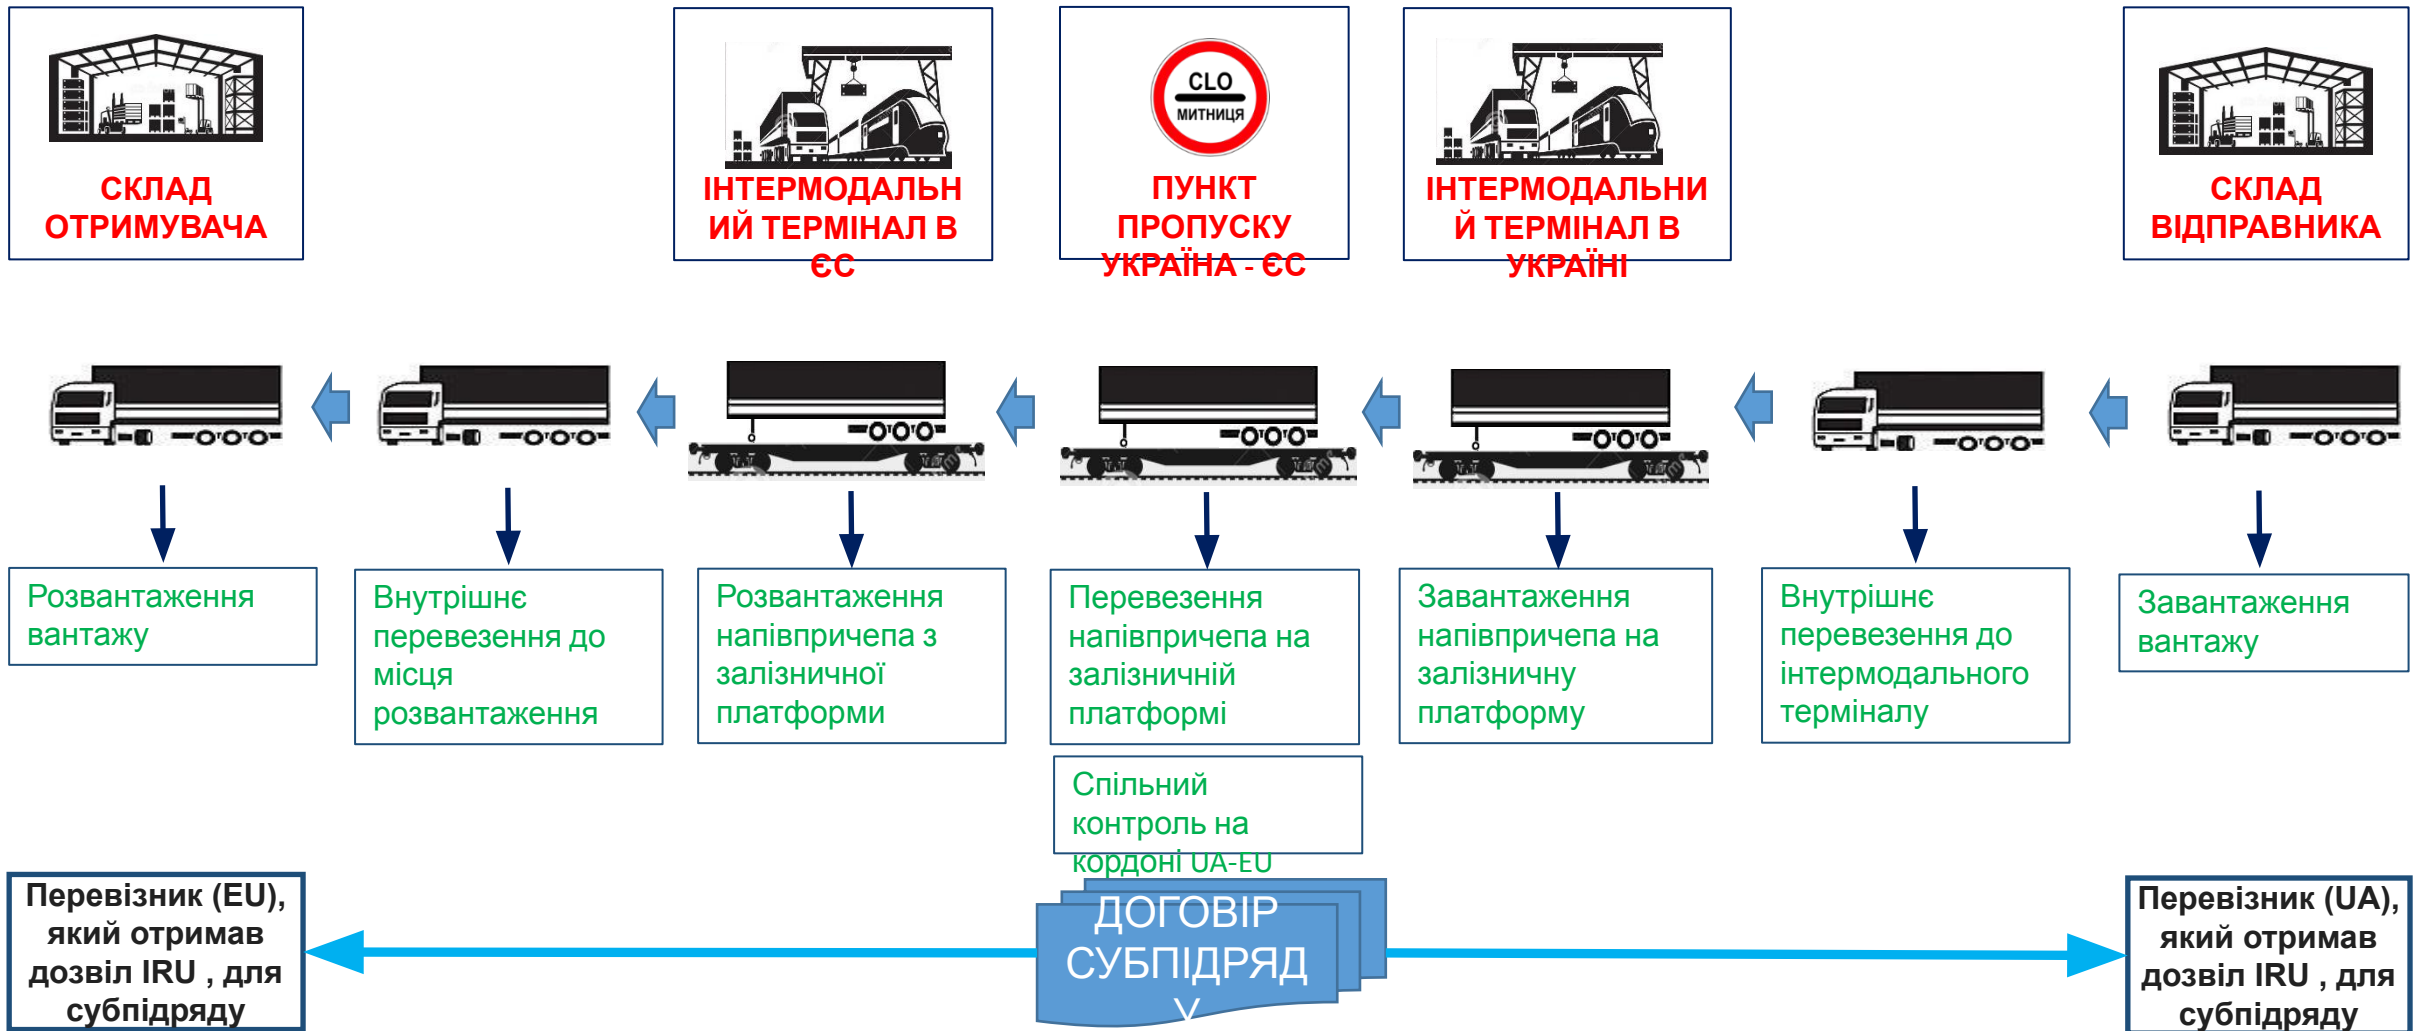 СКЛАД
ОТРИМУВАЧА
CLO
МИТНИЦЯ
ІНТЕРМОДАЛЬН
ИЙ ТЕРМІНАЛ В
ЄС
ПУНКТ
ПРОПУСКУ
УКРАЇНА - ЄС
ІНТЕРМОДАЛЬНИ
Й ТЕРМІНАЛ В
УКРАЇНІ
СКЛАД
ВІДПРАВНИКА
Розвантаження
вантажу
Внутрішнє
перевезення до
місця
розвантаження
Розвантаження
напівпричепа з
залізничної
платформи
Перевезення
напівпричепа на
залізничній
платформі
Завантаження
напівпричепа на
залізничну
платформу
Внутрішнє
перевезення до
інтермодального
терміналу
Завантаження
вантажу
Спільний
контроль на
кордоні UA-EU
Перевізник (EU),
який отримав
дозвіл IRU , для
субпідряду
ДОГОВІР
СУБПІДРЯД
У
Перевізник (UA),
який отримав
дозвіл IRU , для
субпідряду